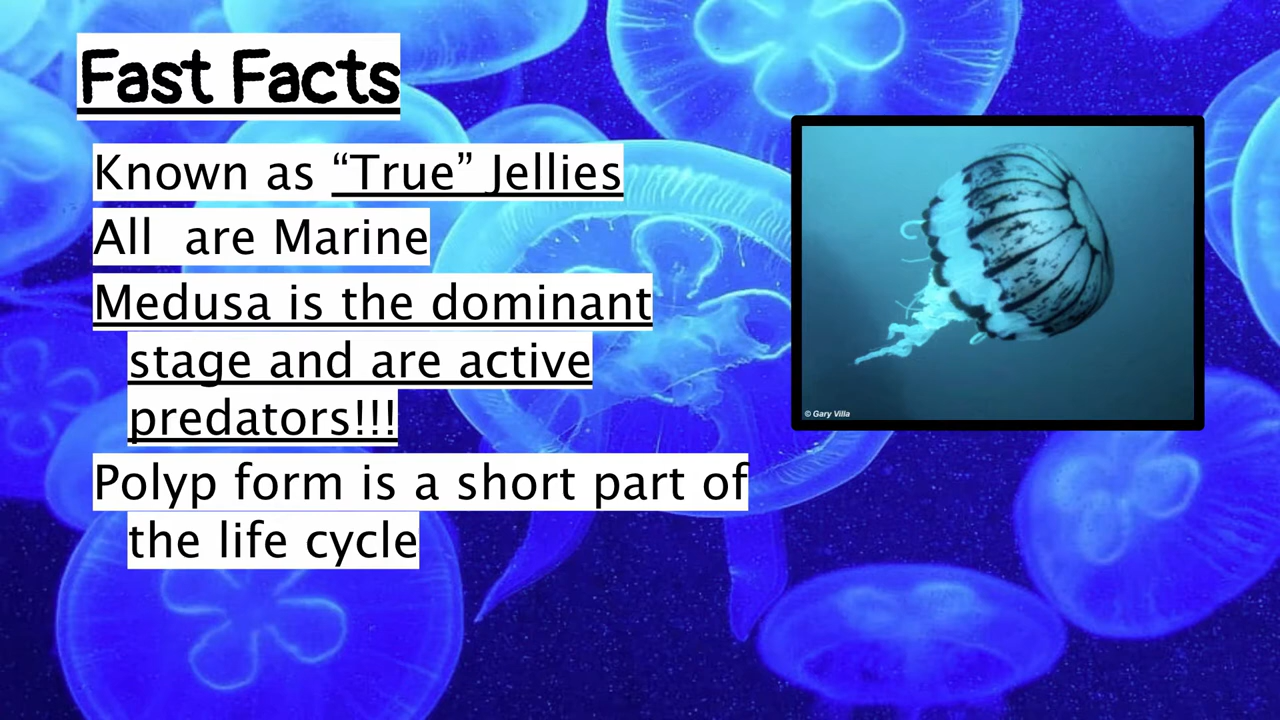 Fast Facts
Known as “True” Jellies
All  are Marine
Medusa is the dominant
stage and are active
predators!!!
Polyp form is a short part of
the life cycle
© Gary Villa